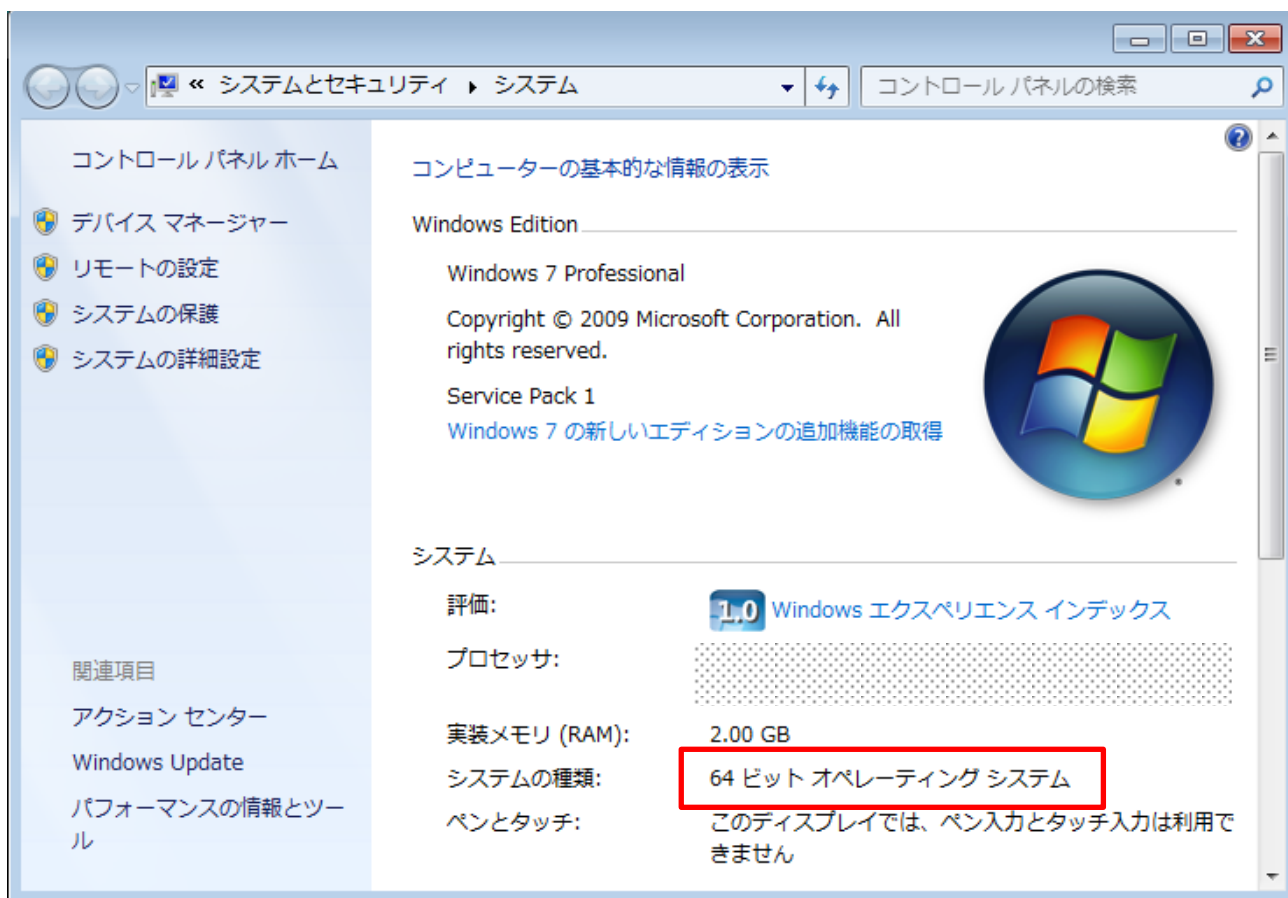 « システムとセキュリティ ▸ システム
コントロール パネルの検索
コントロール パネル ホーム
デバイス マネージャー
リモートの設定
システムの保護
システムの詳細設定
関連項目
アクション センター
Windows Update
パフォーマンスの情報とツー
ル
コンピューターの基本的な情報の表示
Windows Edition
Windows 7 Professional
Copyright © 2009 Microsoft Corporation. All
rights reserved.
Service Pack 1
Windows 7 の新しいエディションの追加機能の取得
システム
評価: 1.0 Windows エクスペリエンス インデックス
プロセッサ:
実装メモリ (RAM): 2.00 GB
システムの種類: 64 ビット オペレーティング システム
ペンとタッチ: このディスプレイでは、ペン入力とタッチ入力は利用で
きません